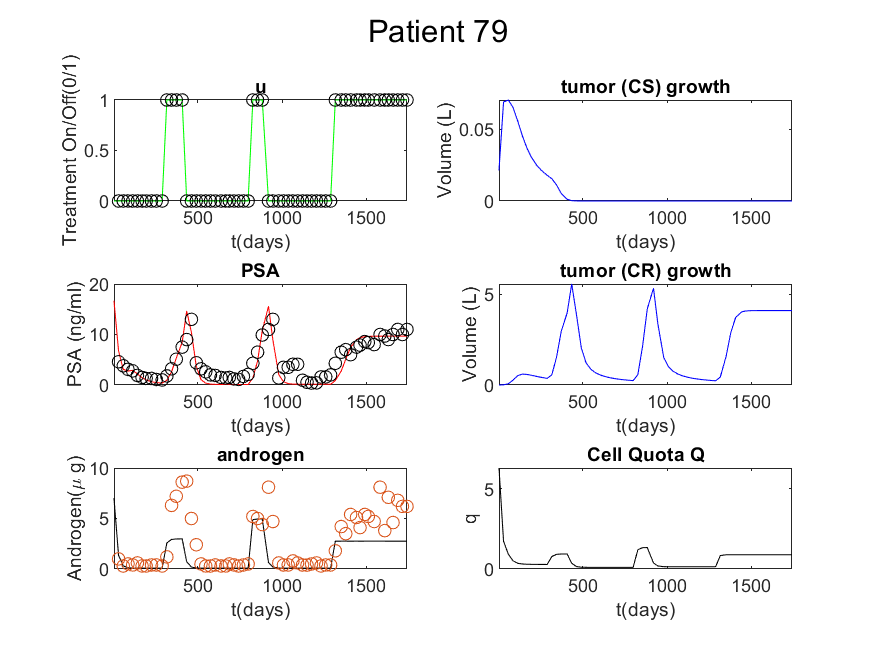 Patient 79
u
Treatment On/Off(0/1)
1
0.5
0
500 1000 1500
t(days)
tumor (CS) growth
Volume (L)
0.05
0
500 1000 1500
t(days)
PSA
PSA (ng/ml)
20
10
0
500 1000 1500
t(days)
tumor (CR) growth
Volume (L)
5
0
500 1000 1500
t(days)
androgen
Androgen(μ g)
10
5
0
500 1000 1500
t(days)
Cell Quota Q
q
5
0
500 1000 1500
t(days)